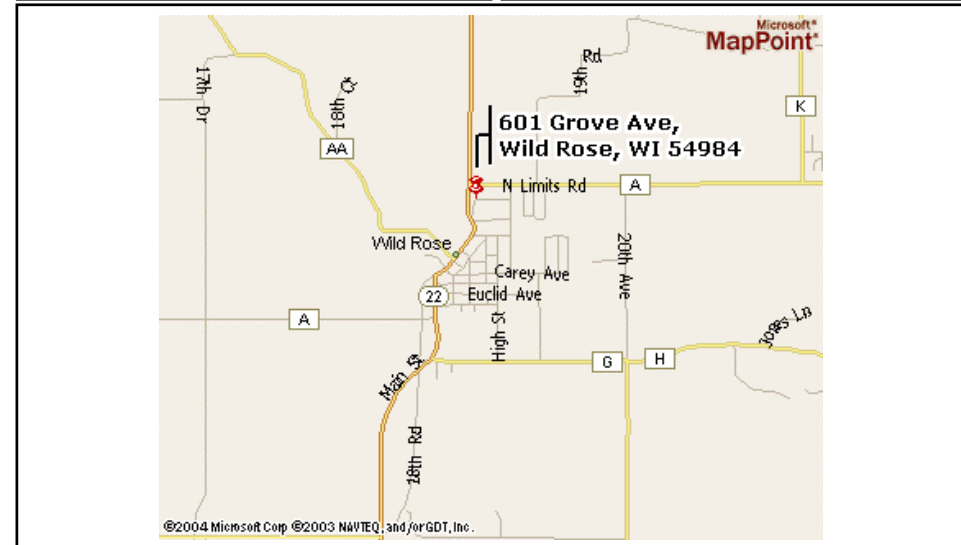 Microsoft®
MapPoint®
19th Rd
17th Dr
18th Ct
K
601 Grove Ave,
Wild Rose, WI 54984
AA
N Limits Rd
A
Wild Rose
20th Ave
Carey Ave
22
Euclid Ave
A
High St
G
H
Main St
18th Rd
©2004 Microsoft Corp ©2003 NAVTEQ, and/or GDT, Inc.